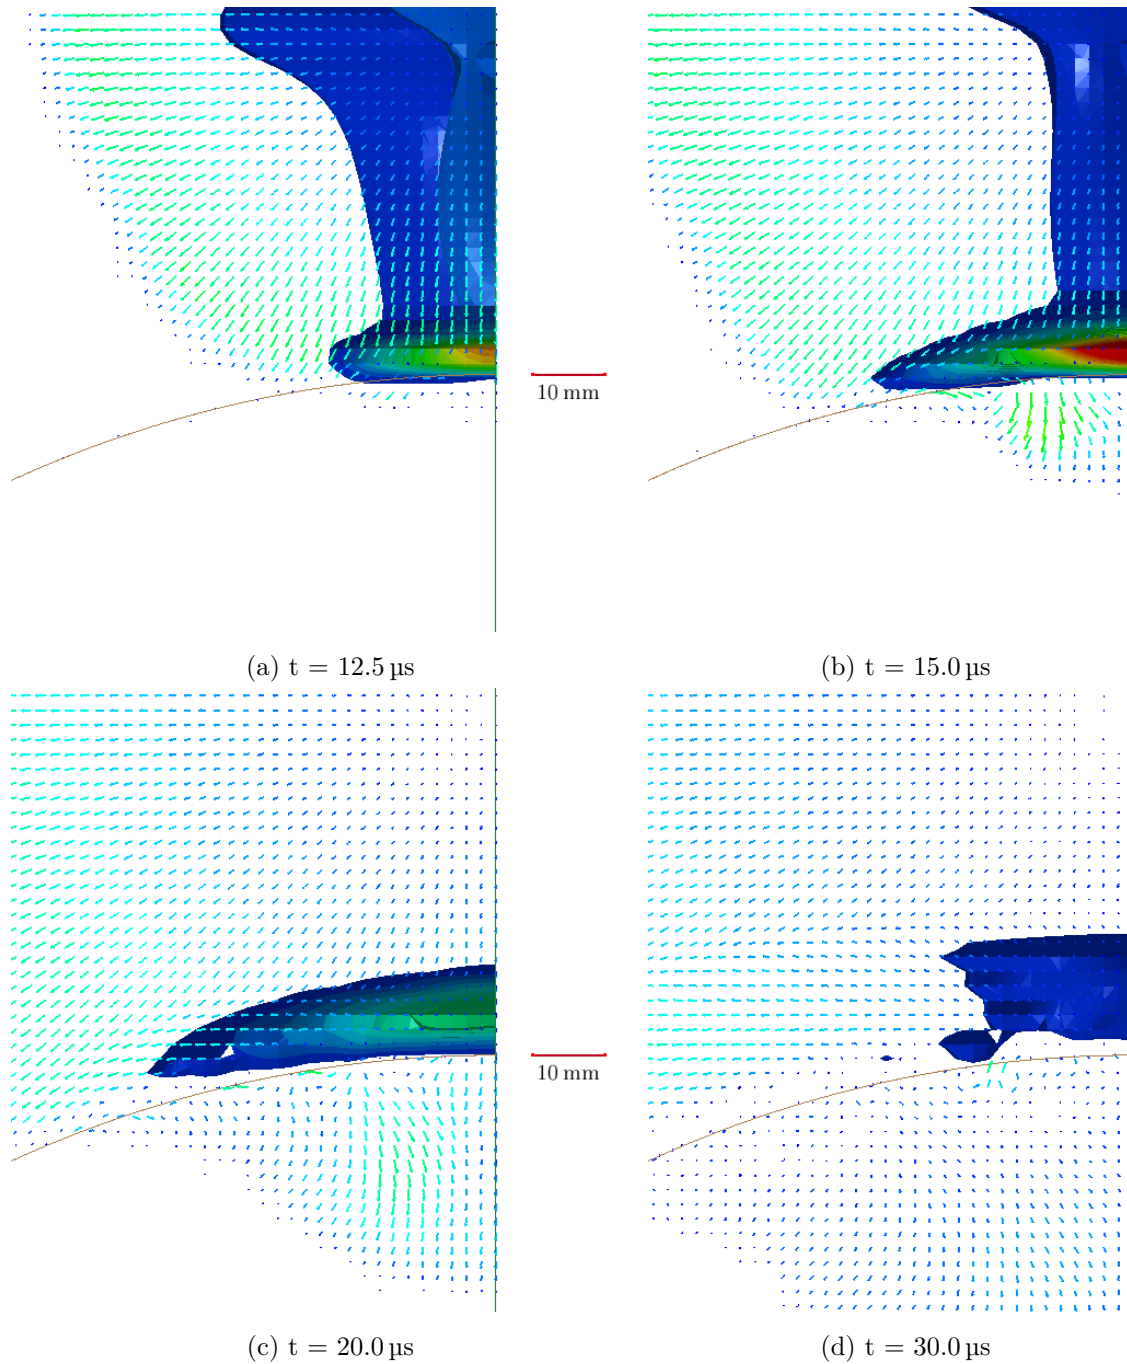 10 mm
(a) t = 12.5 µs
(b) t = 15.0 µs
10 mm
(c) t = 20.0 µs
(d) t = 30.0 µs